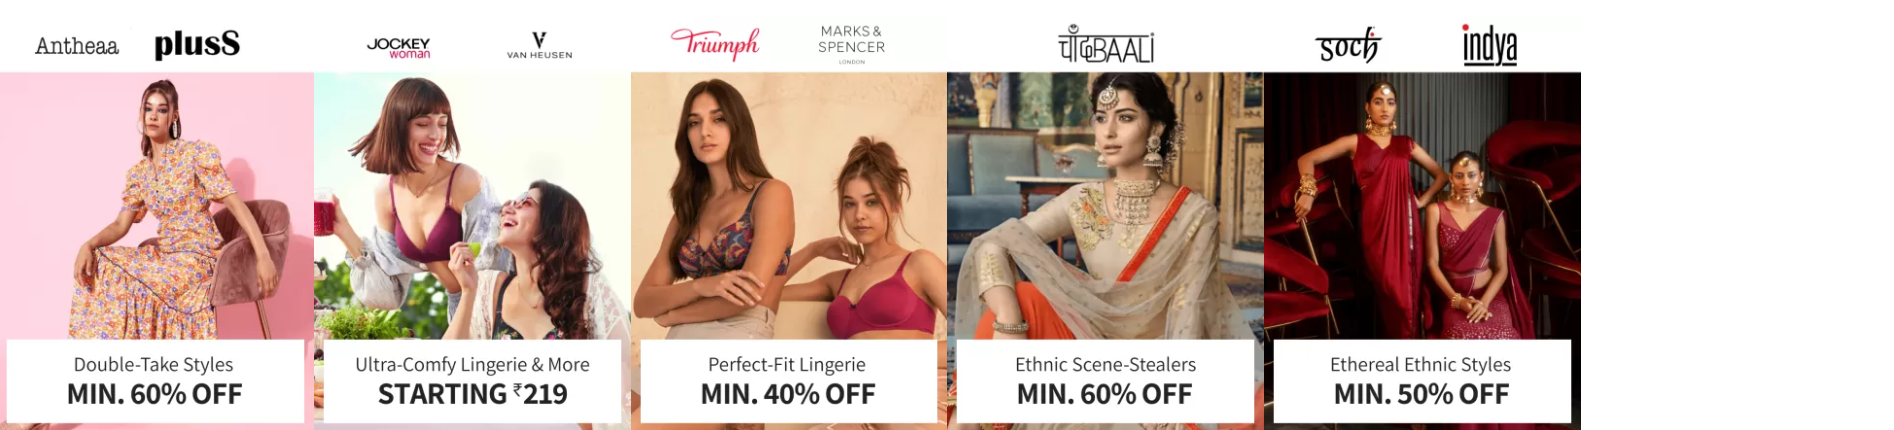 Antheaa
plusS
Double-Take Styles
MIN. 60% OFF
JOCKEY
woman
VAN HEUSEN
Ultra-Comfy Lingerie & More
STARTING ₹219
Triumph
MARKS &
SPENCER
LONDON
Perfect-Fit Lingerie
MIN. 40% OFF
चाँदBAALI
Ethnic Scene-Stealers
MIN. 60% OFF
soch
indya
Ethereal Ethnic Styles
MIN. 50% OFF